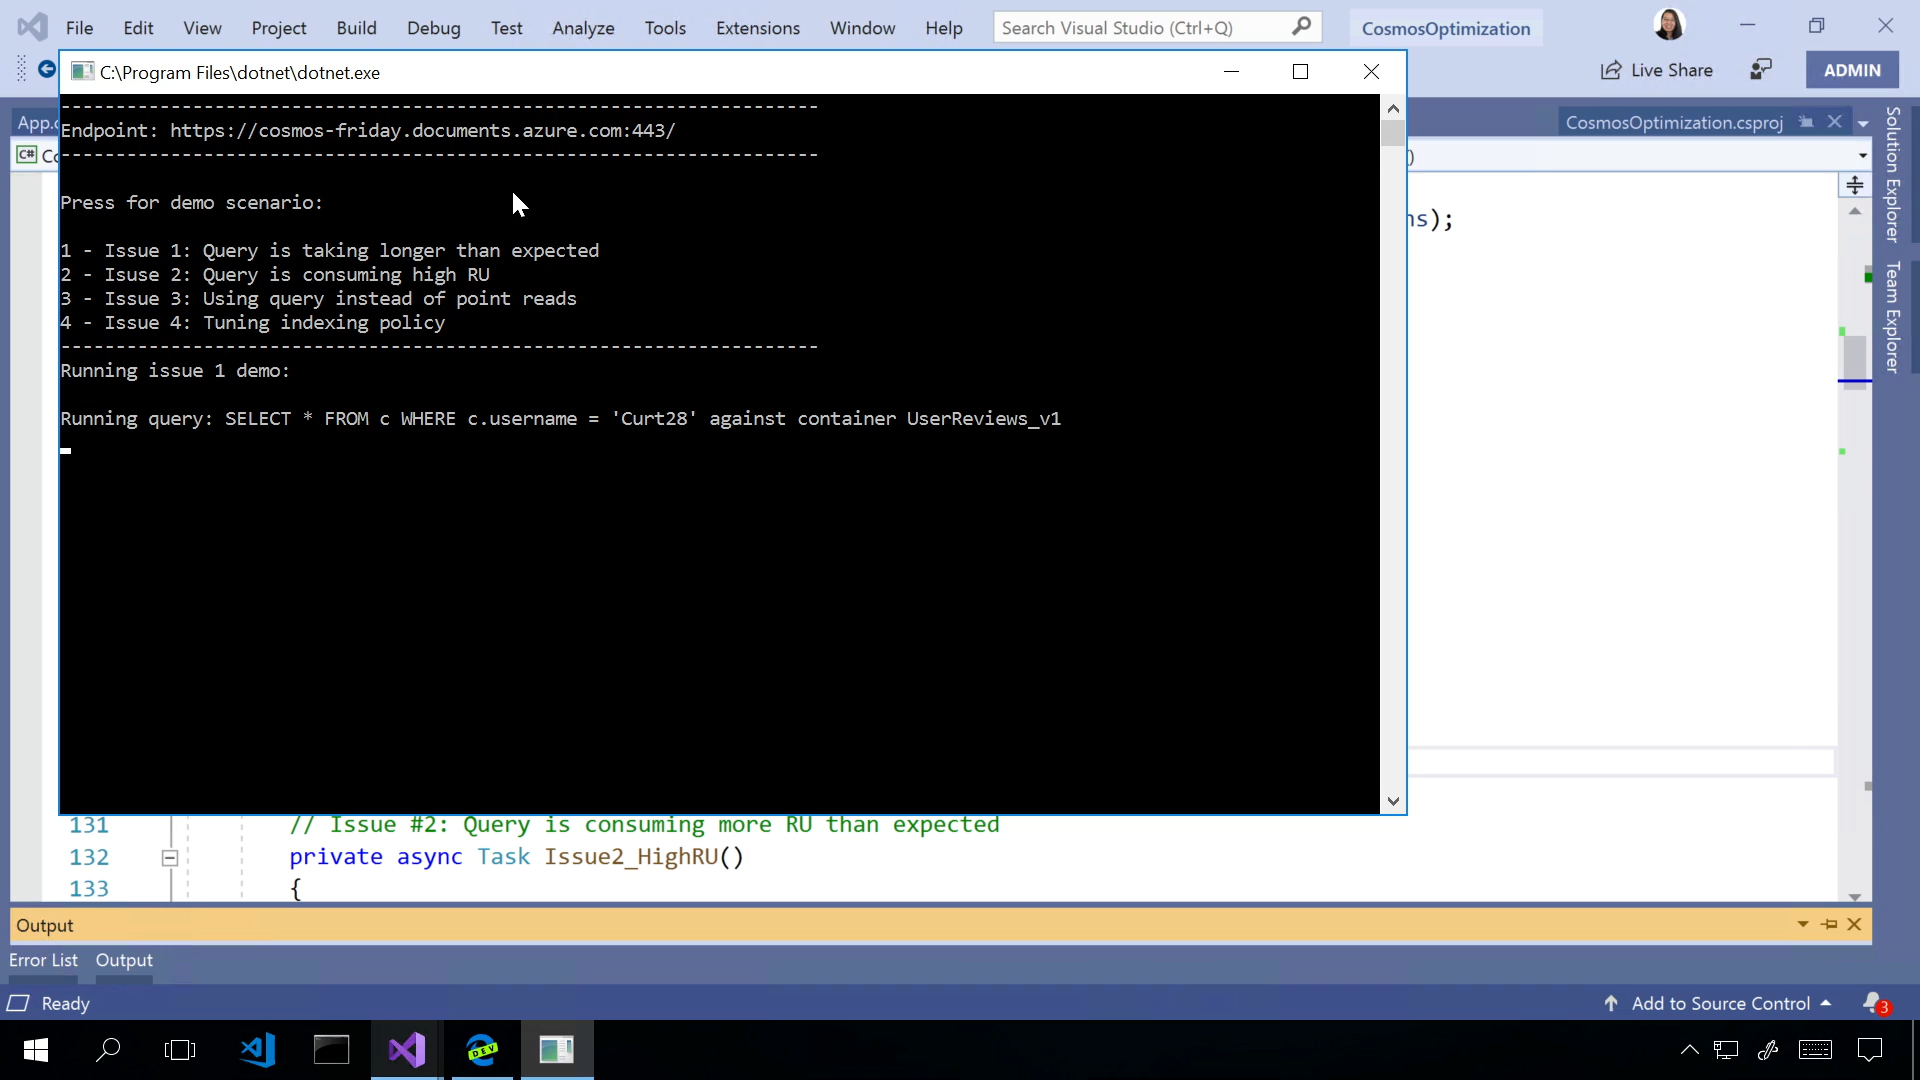 File Edit View Project Build Debug Test Analyze Tools Extensions Window Help Search Visual Studio (Ctrl+Q) CosmosOptimization
Live Share ADMIN
C:\Program Files\dotnet\dotnet.exe
App.
CosmosOptimization.csproj
C# Co
)
--------------------------------------------------------------------
Endpoint: https://cosmos-friday.documents.azure.com:443/
--------------------------------------------------------------------
Press for demo scenario:
1 - Issue 1: Query is taking longer than expected
2 - Isuse 2: Query is consuming high RU
3 - Issue 3: Using query instead of point reads
4 - Issue 4: Tuning indexing policy
--------------------------------------------------------------------
Running issue 1 demo:
Running query: SELECT * FROM c WHERE c.username = 'Curt28' against container UserReviews_v1
ns);
Solution Explorer
Team Explorer
131 // Issue #2: Query is consuming more RU than expected
132 private async Task Issue2_HighRU()
133 {
Output
Error List Output
Ready
Add to Source Control 3
DEV